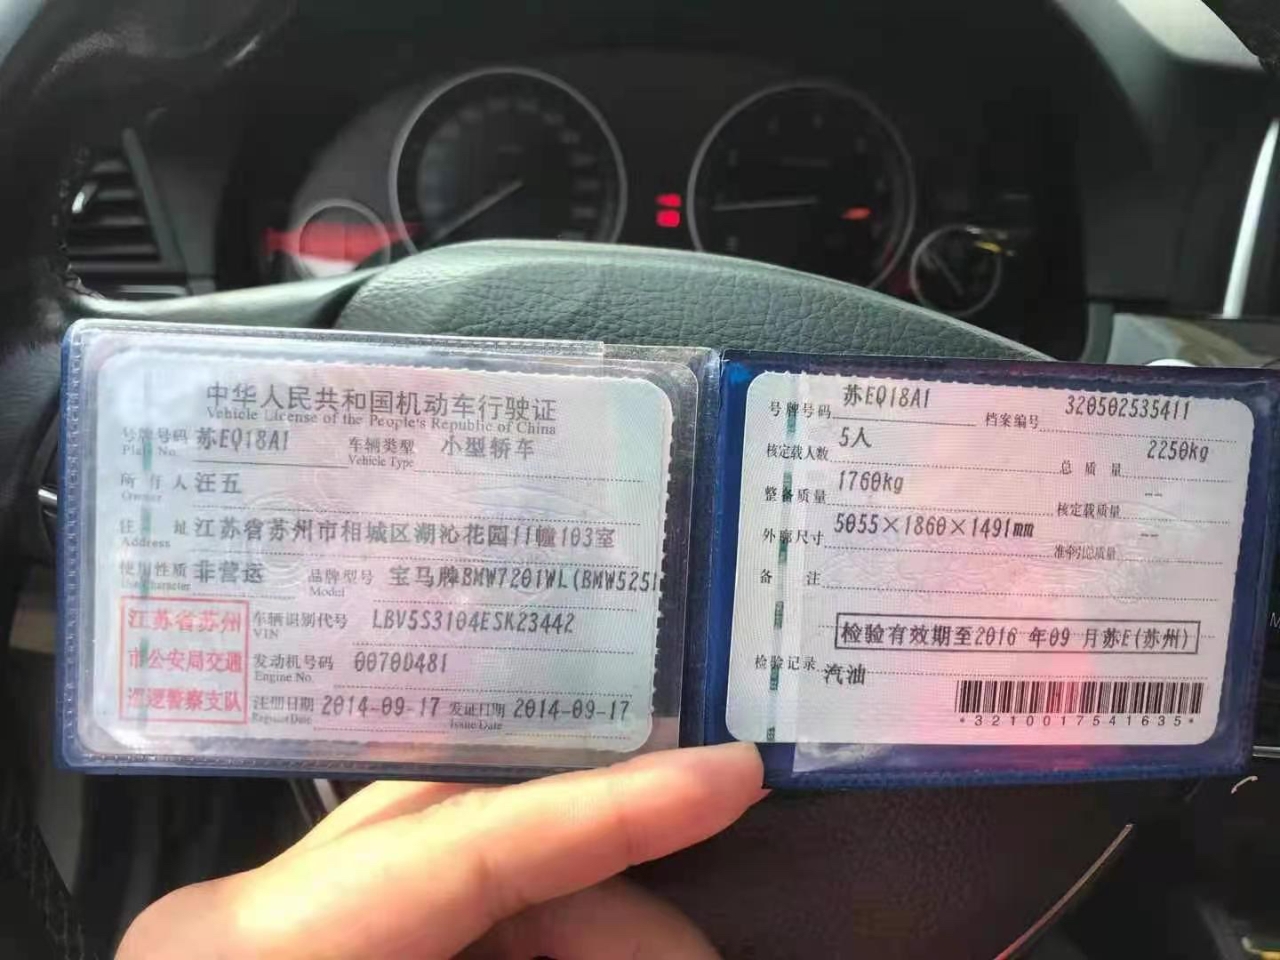 中华人民共和国机动车行驶证
Vehicle License of the People's Republic of China
号牌号码 苏EQ18A1 车辆类型 小型轿车
Plate No. Vehicle Type
所有人 汪五
Owner
住址 江苏省苏州市相城区湖沁花园11幢103室
Address
使用性质 非营运 品牌型号 宝马牌BMW7201WL(BMW525I
Use Character Model
江苏省苏州
市公安局交通
巡逻警察支队
车辆识别代号 LBV5S3104ESK23442
VIN
发动机号码 0070D481
Engine No.
注册日期 2014-09-17 发证日期 2014-09-17
Register Date Issue Date
号牌号码 苏EQ18A1 档案编号 320502535411
核定载人数 5人 总质量 2250kg
整备质量 1760kg 核定载质量 --
外廓尺寸 5055×1860×1491mm 准牵引总质量 --
备注
检验有效期至2016 年09 月苏E(苏州)
检验记录 汽油
*3210017541635*